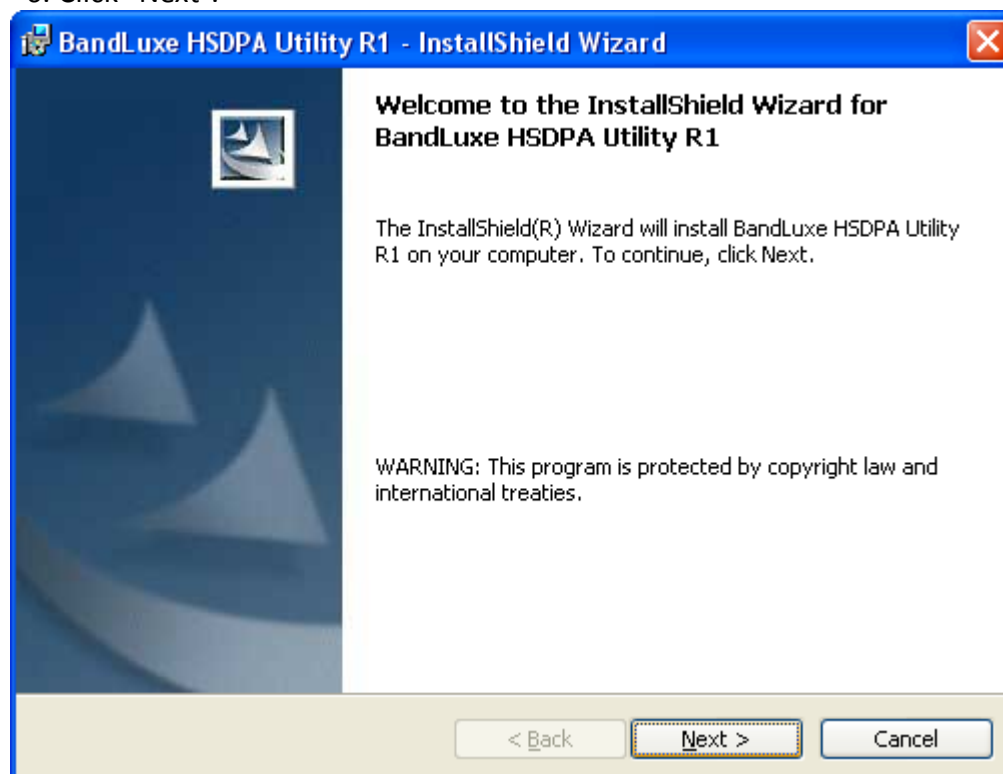 Click "Next".
BandLuxe HSDPA Utility R1 - InstallShield Wizard
Welcome to the InstallShield Wizard for
BandLuxe HSDPA Utility R1
The InstallShield(R) Wizard will install BandLuxe HSDPA Utility
R1 on your computer. To continue, click Next.
WARNING: This program is protected by copyright law and
international treaties.
< Back
Next >
Cancel